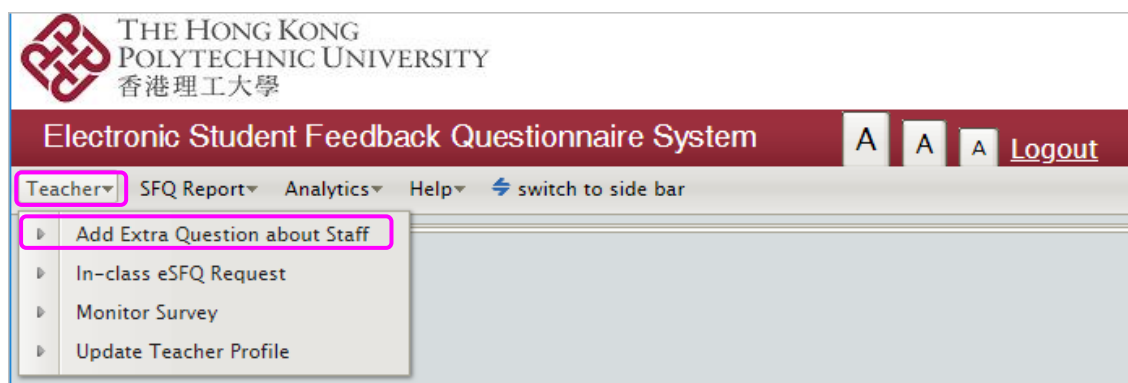 THE HONG KONG
POLYTECHNIC UNIVERSITY
香港理工大學
Electronic Student Feedback Questionnaire System A A A Logout
Teacher SFQ Report Analytics Help switch to side bar
Add Extra Question about Staff
In-class eSFQ Request
Monitor Survey
Update Teacher Profile